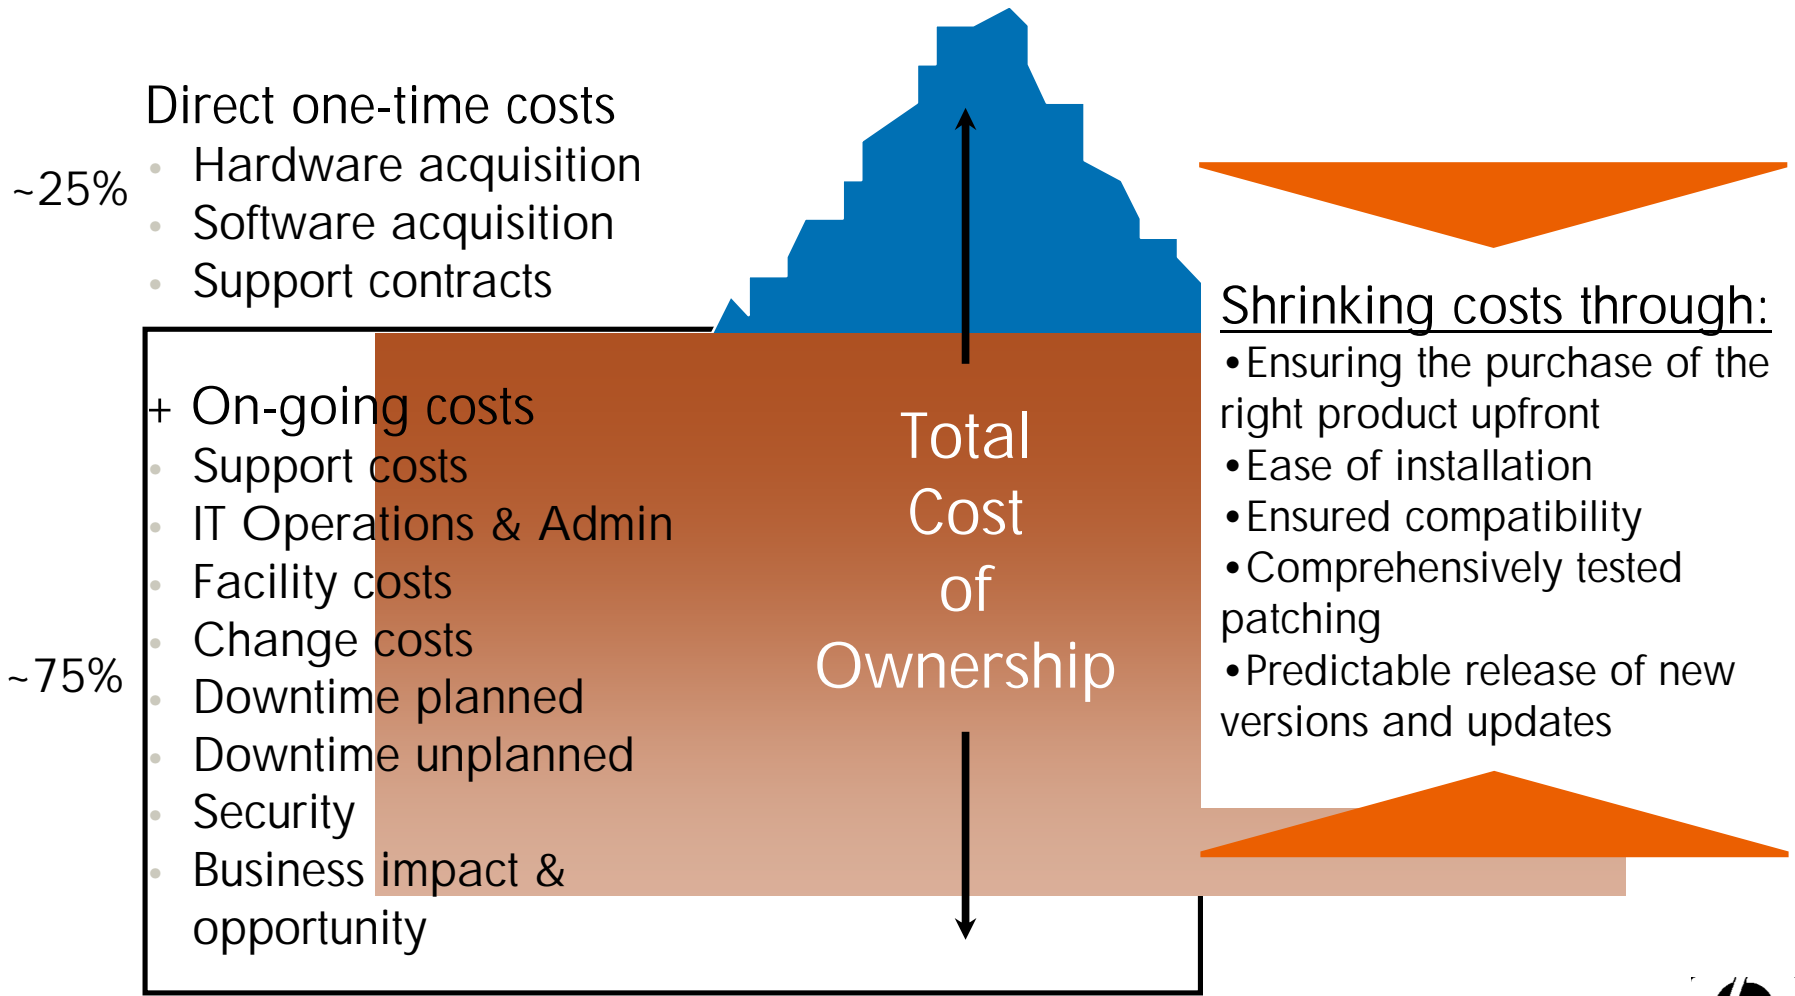 Direct one-time costs
• Hardware acquisition
~25%
• Software acquisition
• Support contracts
+ On-going costs
• Support costs
• IT Operations & Admin
• Facility costs
• Change costs
~75%
• Downtime planned
• Downtime unplanned
• Security
• Business impact &
opportunity
Total
Cost
of
Ownership
Shrinking costs through:
•Ensuring the purchase of the
right product upfront
•Ease of installation
•Ensured compatibility
•Comprehensively tested
patching
•Predictable release of new
versions and updates